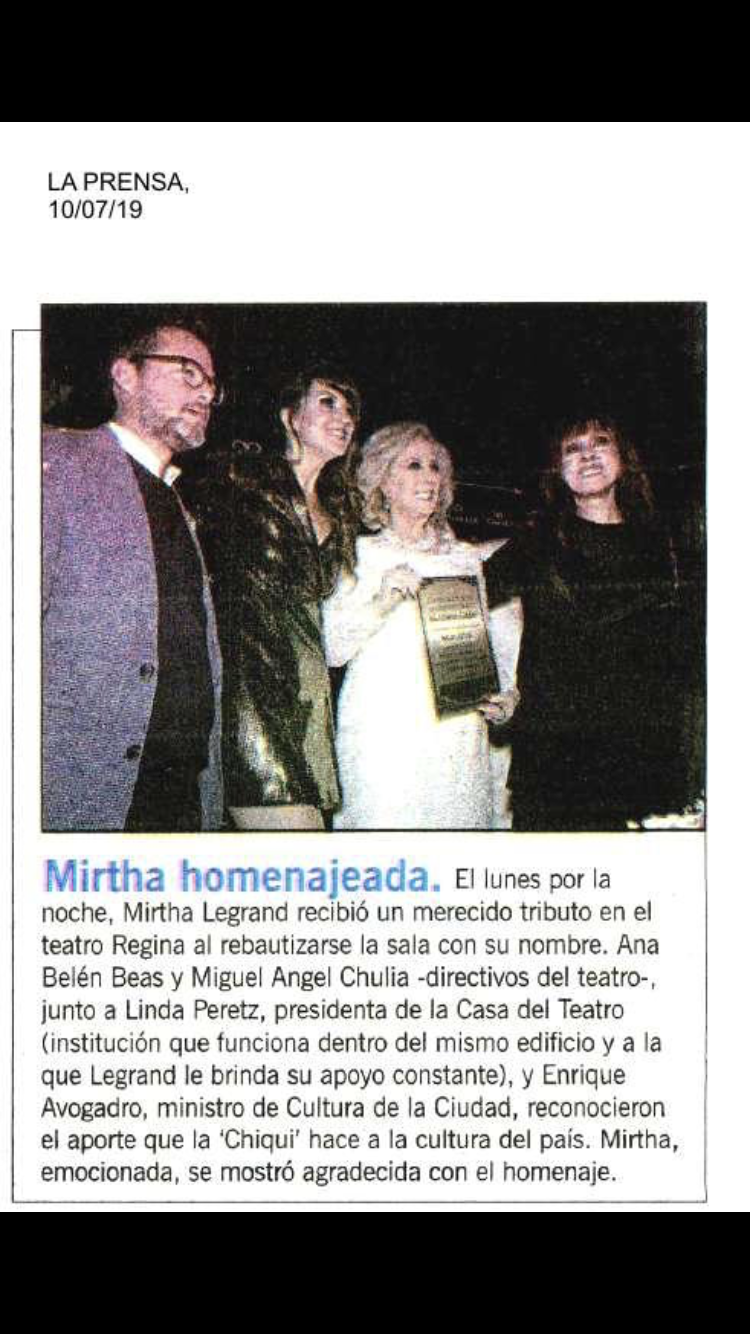 LA PRENSA,
10/07/19
Mirtha homenajeada. El lunes por la
noche, Mirtha Legrand recibió un merecido tributo en el
teatro Regina al rebautizarse la sala con su nombre. Ana
Belén Beas y Miguel Angel Chulia -directivos del teatro-,
junto a Linda Peretz, presidenta de la Casa del Teatro
(institución que funciona dentro del mismo edificio y a la
que Legrand le brinda su apoyo constante), y Enrique
Avogadro, ministro de Cultura de la Ciudad, reconocieron
el aporte que la ‘Chiqui’ hace a la cultura del país. Mirtha,
emocionada, se mostró agradecida con el homenaje.